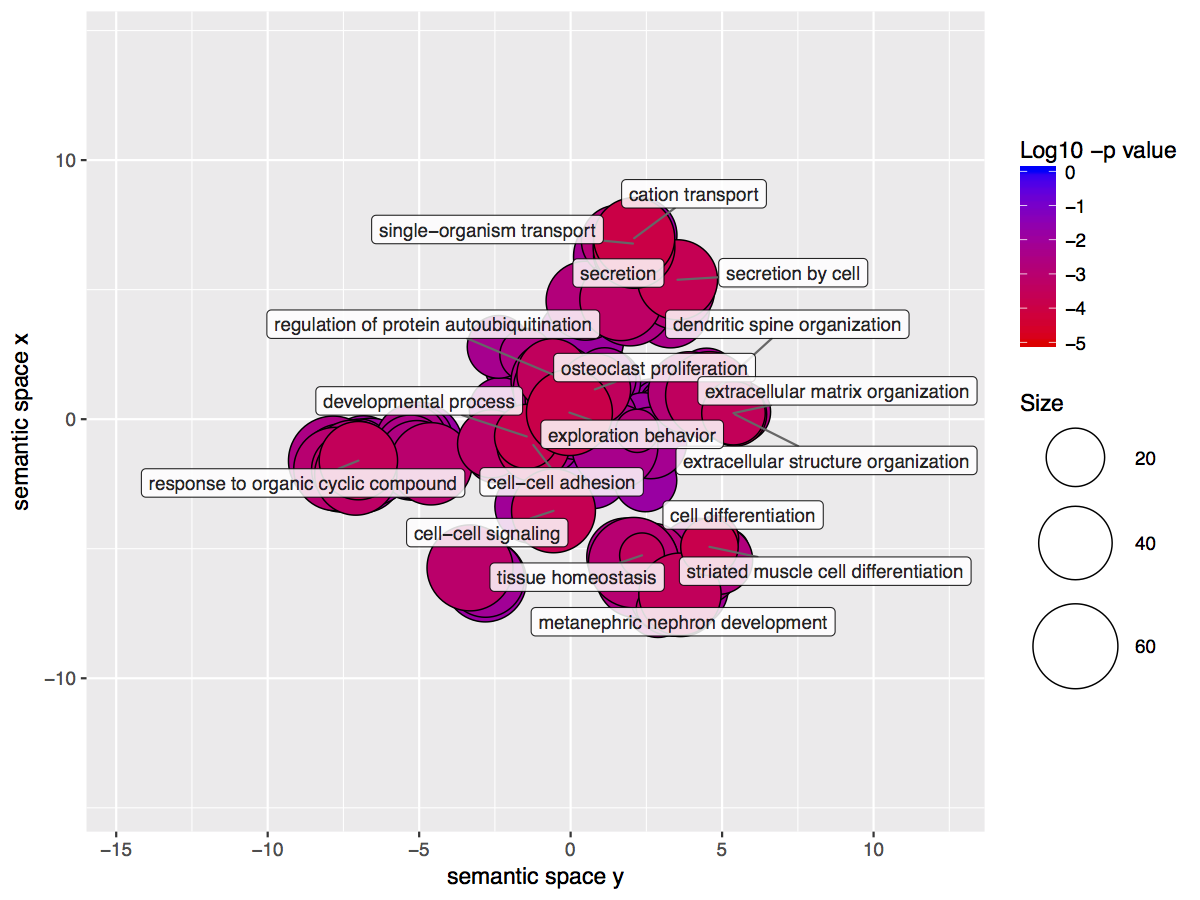 Log10 −p value
0
−1
−2
−3
−4
−5
Size
20
40
60
semantic space x
10
0
−10
cation transport
single−organism transport
secretion
secretion by cell
regulation of protein autoubiquitination
dendritic spine organization
osteoclast proliferation
extracellular matrix organization
developmental process
exploration behavior
extracellular structure organization
response to organic cyclic compound
cell−cell adhesion
cell differentiation
cell−cell signaling
striated muscle cell differentiation
tissue homeostasis
metanephric nephron development
−15
−10
−5
0
5
10
semantic space y